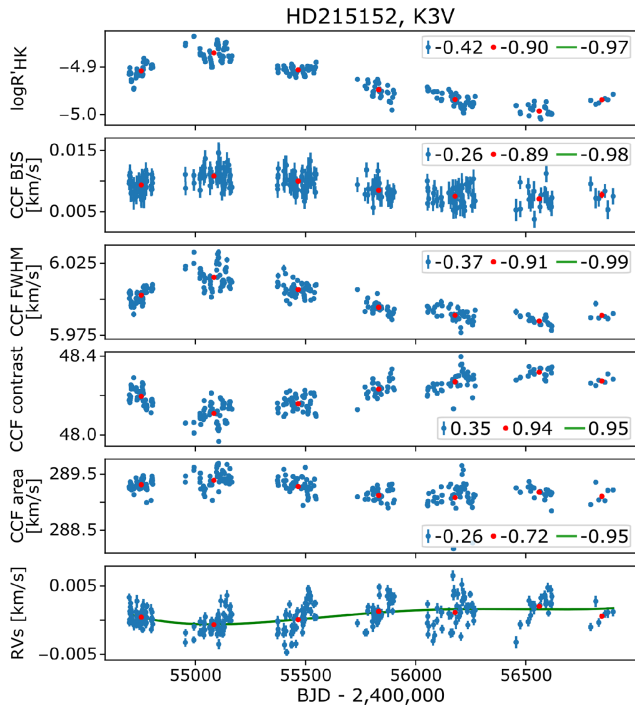 HD215152, K3V
logR'HK
−4.9
−5.0
−0.42 −0.90 −0.97
CCF BIS
[km/s]
0.015
0.005
−0.26 −0.89 −0.98
CCF FWHM
[km/s]
6.025
5.975
−0.37 −0.91 −0.99
CCF contrast
48.4
48.0
0.35 0.94 0.95
CCF area
[km/s]
289.5
288.5
−0.26 −0.72 −0.95
RVs [km/s]
0.005
−0.005
55000 55500 56000 56500
BJD - 2,400,000